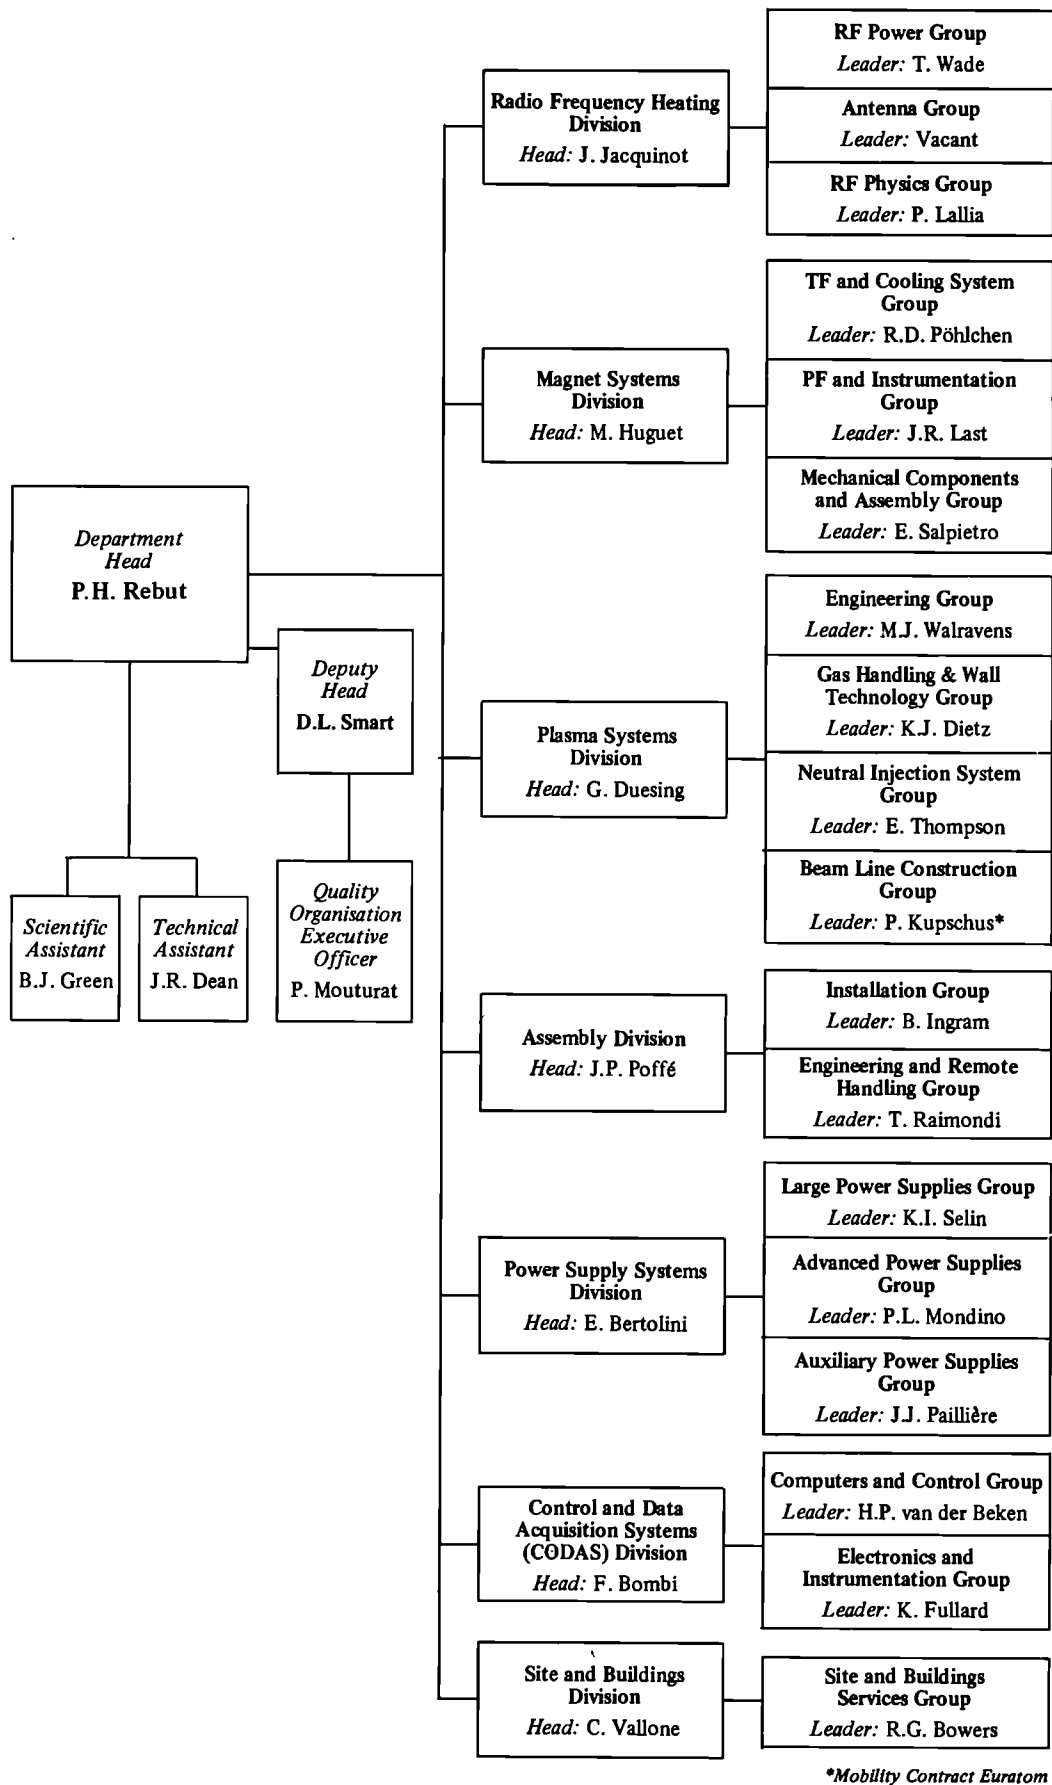 Department
Head
P.H. Rebut
Deputy
Head
D.L. Smart
Scientific
Assistant
B.J. Green
Technical
Assistant
J.R. Dean
Quality
Organisation
Executive
Officer
P. Mouturat
Radio Frequency Heating
Division
Head: J. Jacquinot
RF Power Group
Leader: T. Wade
Antenna Group
Leader: Vacant
RF Physics Group
Leader: P. Lallia
Magnet Systems
Division
Head: M. Huguet
TF and Cooling System
Group
Leader: R.D. Pöhlchen
PF and Instrumentation
Group
Leader: J.R. Last
Mechanical Components
and Assembly Group
Leader: E. Salpietro
Plasma Systems
Division
Head: G. Duesing
Engineering Group
Leader: M.J. Walravens
Gas Handling & Wall
Technology Group
Leader: K.J. Dietz
Neutral Injection System
Group
Leader: E. Thompson
Beam Line Construction
Group
Leader: P. Kupschus*
Assembly Division
Head: J.P. Poffé
Installation Group
Leader: B. Ingram
Engineering and Remote
Handling Group
Leader: T. Raimondi
Power Supply Systems
Division
Head: E. Bertolini
Large Power Supplies Group
Leader: K.I. Selin
Advanced Power Supplies
Group
Leader: P.L. Mondino
Auxiliary Power Supplies
Group
Leader: J.J. Paillière
Control and Data
Acquisition Systems
(CODAS) Division
Head: F. Bombi
Computers and Control Group
Leader: H.P. van der Beken
Electronics and
Instrumentation Group
Leader: K. Fullard
Site and Buildings
Division
Head: C. Vallone
Site and Buildings
Services Group
Leader: R.G. Bowers
*Mobility Contract Euratom